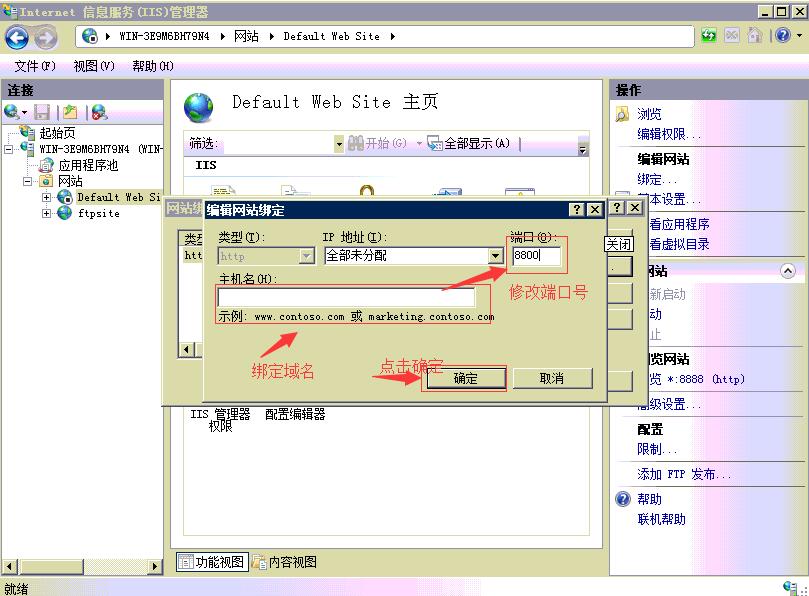 Internet 信息服务(IIS)管理器
WIN-3E9M6BH79N4
网站
Default Web Site
文件(F) 视图(V) 帮助(H)
连接
起始页
WIN-3E9M6BH79N4 (WIN-
应用程序池
网站
Default Web Si
ftpsite
Default Web Site 主页
筛选:
开始(G)
全部显示(A)
IIS
网站绑
类型
htt
编辑网站绑定
类型(T):
IP 地址(I):
端口(O):
http
全部未分配
8800
主机名(H):
示例: www.contoso.com 或 marketing.contoso.com
修改端口号
绑定域名
点击确定
确定
取消
关闭
IIS 管理器
权限
配置编辑器
功能视图
内容视图
操作
浏览
编辑权限...
编辑网站
绑定...
本设置...
看应用程序
看虚拟目录
网站
新启动
动
止
览网站
览 *:8888 (http)
高级设置...
配置
限制...
添加 FTP 发布...
帮助
联机帮助
就绪